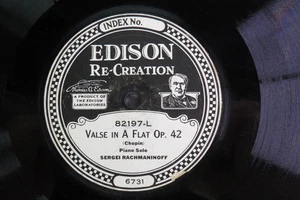 INDEX No.
EDISON
RE-CREATION
Thomas A. Edison
A PRODUCT OF
THE EDISON
LABORATORIES
82197-L
VALSE IN A FLAT OP. 42
(Chopin)
Piano Solo
SERGEI RACHMANINOFF
6731